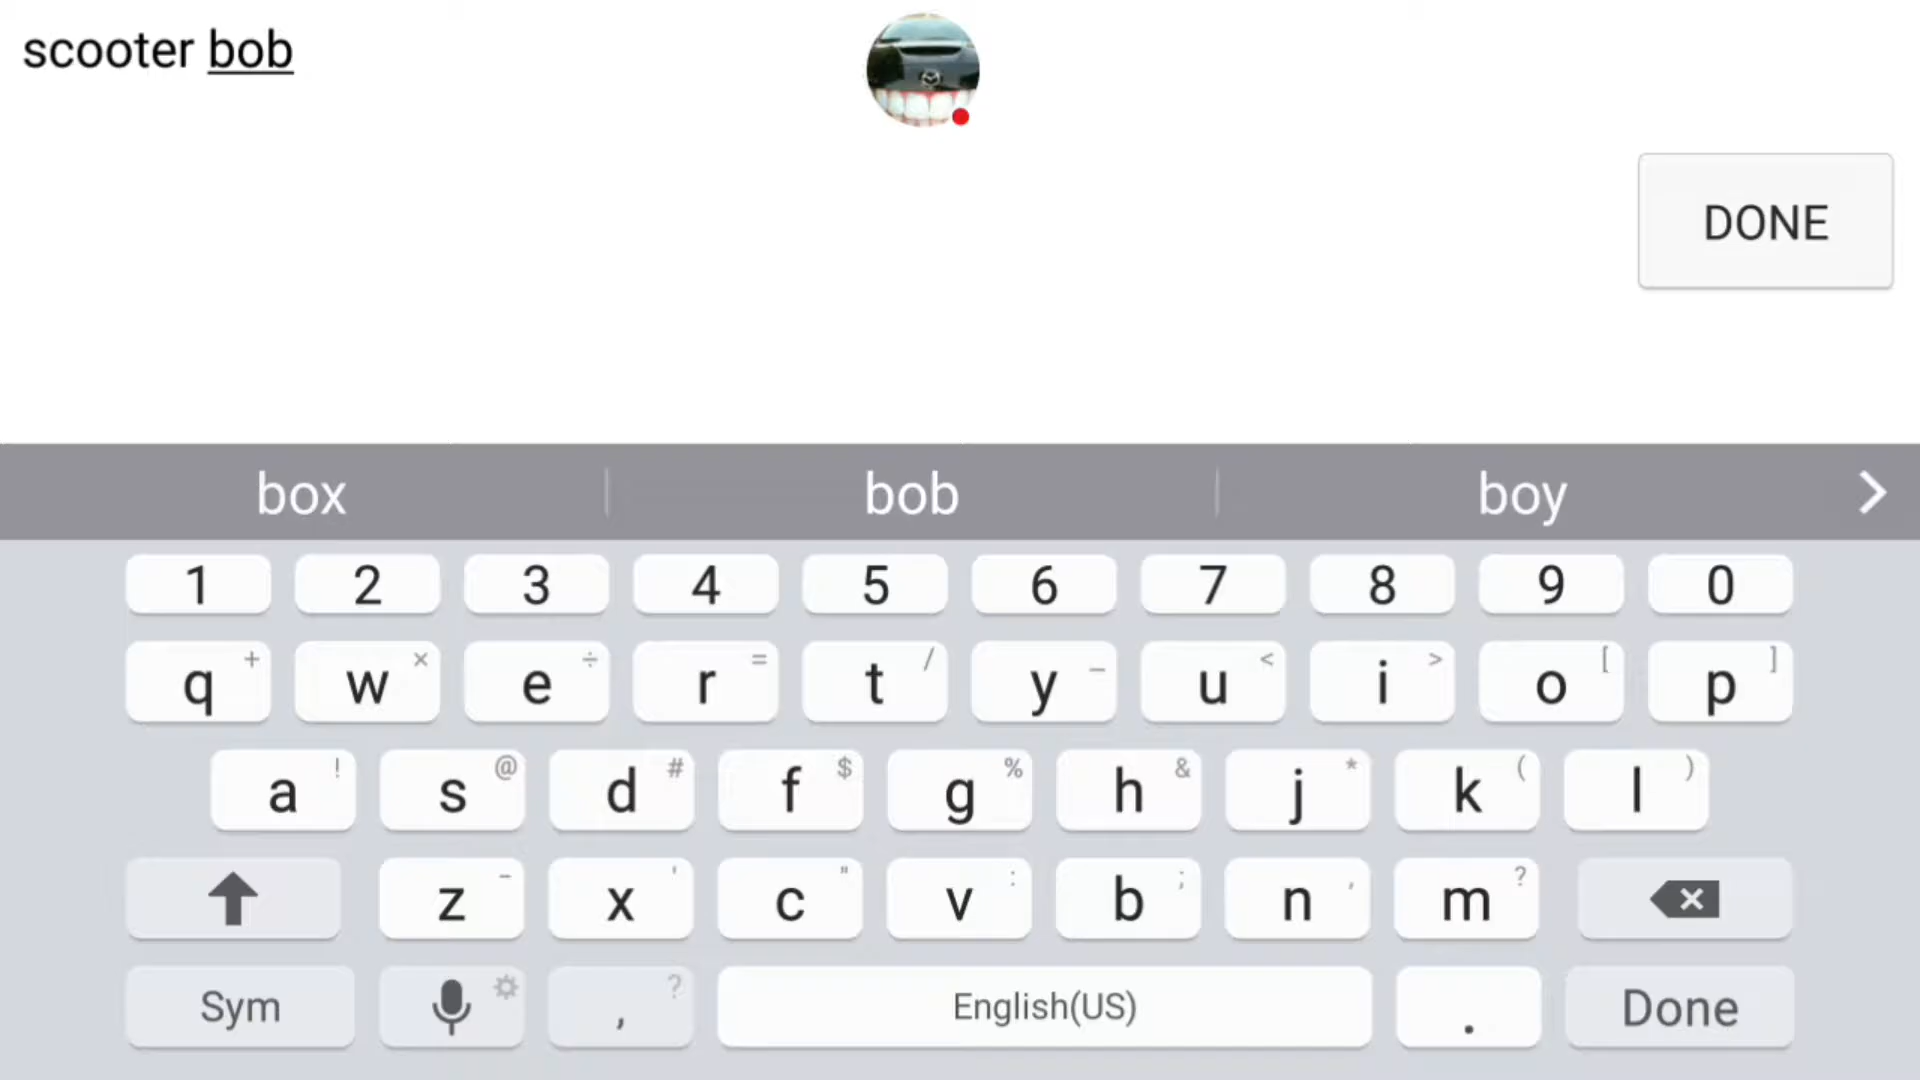 scooter bob
DONE
box bob boy
1 2 3 4 5 6 7 8 9 0
q + w × e ÷ r = t / y _ u < i > o [ p ]
a ! s @ d # f $ g % h & j * k ( l )
z - x ' c " v : b ; n , m ?
Sym , ? English(US) . Done